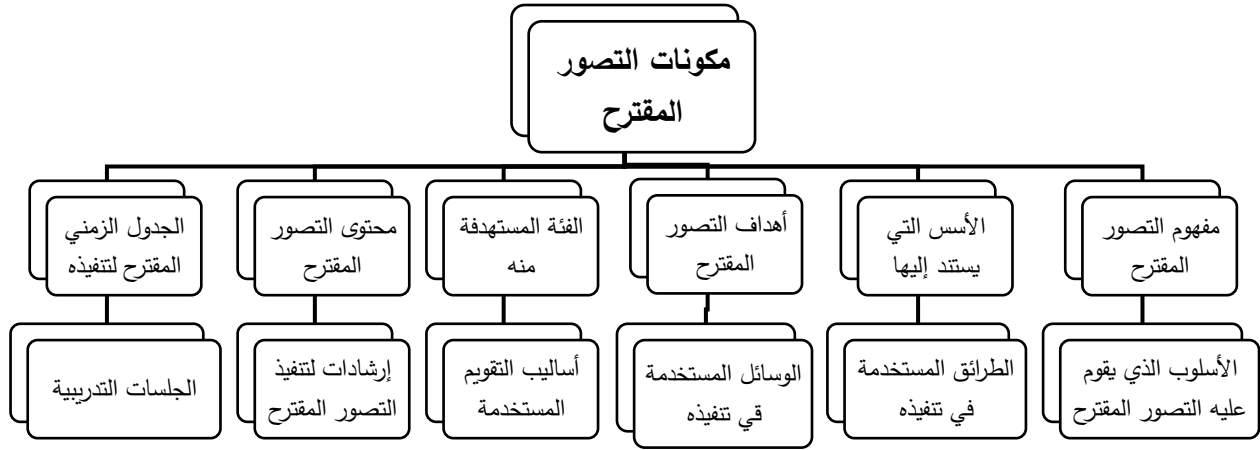 مكونات التصور
المقترح
مفهوم التصور
المقترح
الأسس التي
يستند إليها
أهداف التصور
المقترح
الفئة المستهدفة
منه
محتوى التصور
المقترح
الجدول الزمني
المقترح لتنفيذه
الأسلوب الذي يقوم
عليه التصور المقترح
الطرائق المستخدمة
في تنفيذه
الوسائل المستخدمة
قي تنفيذه
أساليب التقويم
المستخدمة
إرشادات لتنفيذ
التصور المقترح
الجلسات التدريبية